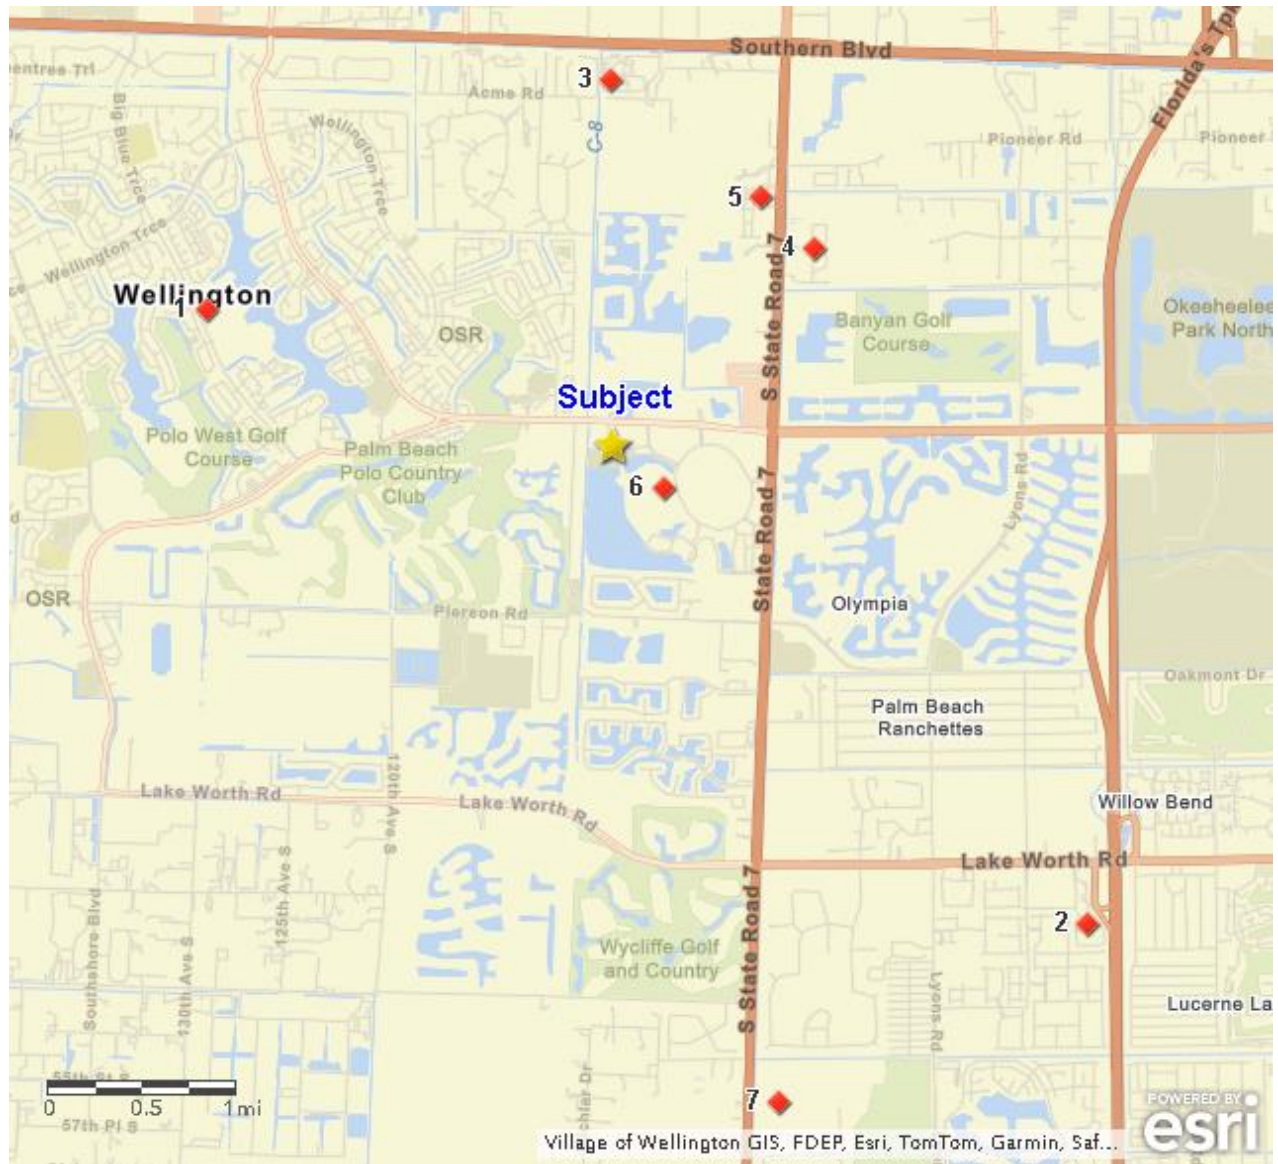 Southern Blvd
Florida's Tpk
entree Trl
3
Acme Rd
Big Blue Trce
Wellington Trce
C-8
Pioneer Rd
Pioneer
5
4
Wellington Trce
Wellington
1
S State Road 7
OSR
Banyan Golf
Course
Okeeheelee
Park North
Subject
Polo West Golf
Course
Palm Beach
Polo Country
Club
6
State Road 7
Lyons Rd
OSR
Pierson Rd
Olympia
Oakmont Dr
Palm Beach
Ranchettes
120th Ave S
Lake Worth Rd
Lake Worth Rd
Willow Bend
Lake Worth Rd
125th Ave S
Southshore Blvd
130th Ave S
S State Road 7
2
Wycliffe Golf
and Country
Lyons Rd
Lucerne La
55th St S
0 0.5 1mi
57th Pl S
chlar Dr
7
POWERED BY
esri
Village of Wellington GIS, FDEP, Esri, TomTom, Garmin, Saf...